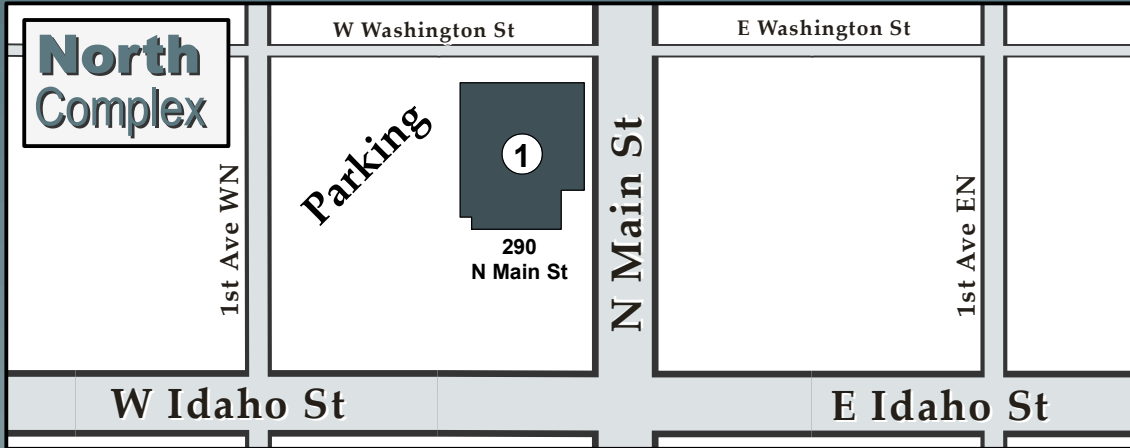 North
Complex
W Washington St
E Washington St
Parking
1
290
N Main St
1st Ave WN
N Main St
1st Ave EN
W Idaho St
E Idaho St